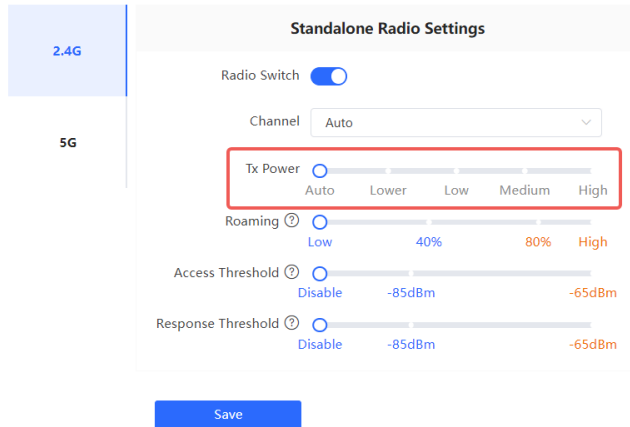 Standalone Radio Settings
2.4G
5G
Radio Switch
Channel Auto
Tx Power
Auto Lower Low Medium High
Roaming ?
Low 40% 80% High
Access Threshold ?
Disable -85dBm -65dBm
Response Threshold ?
Disable -85dBm -65dBm
Save